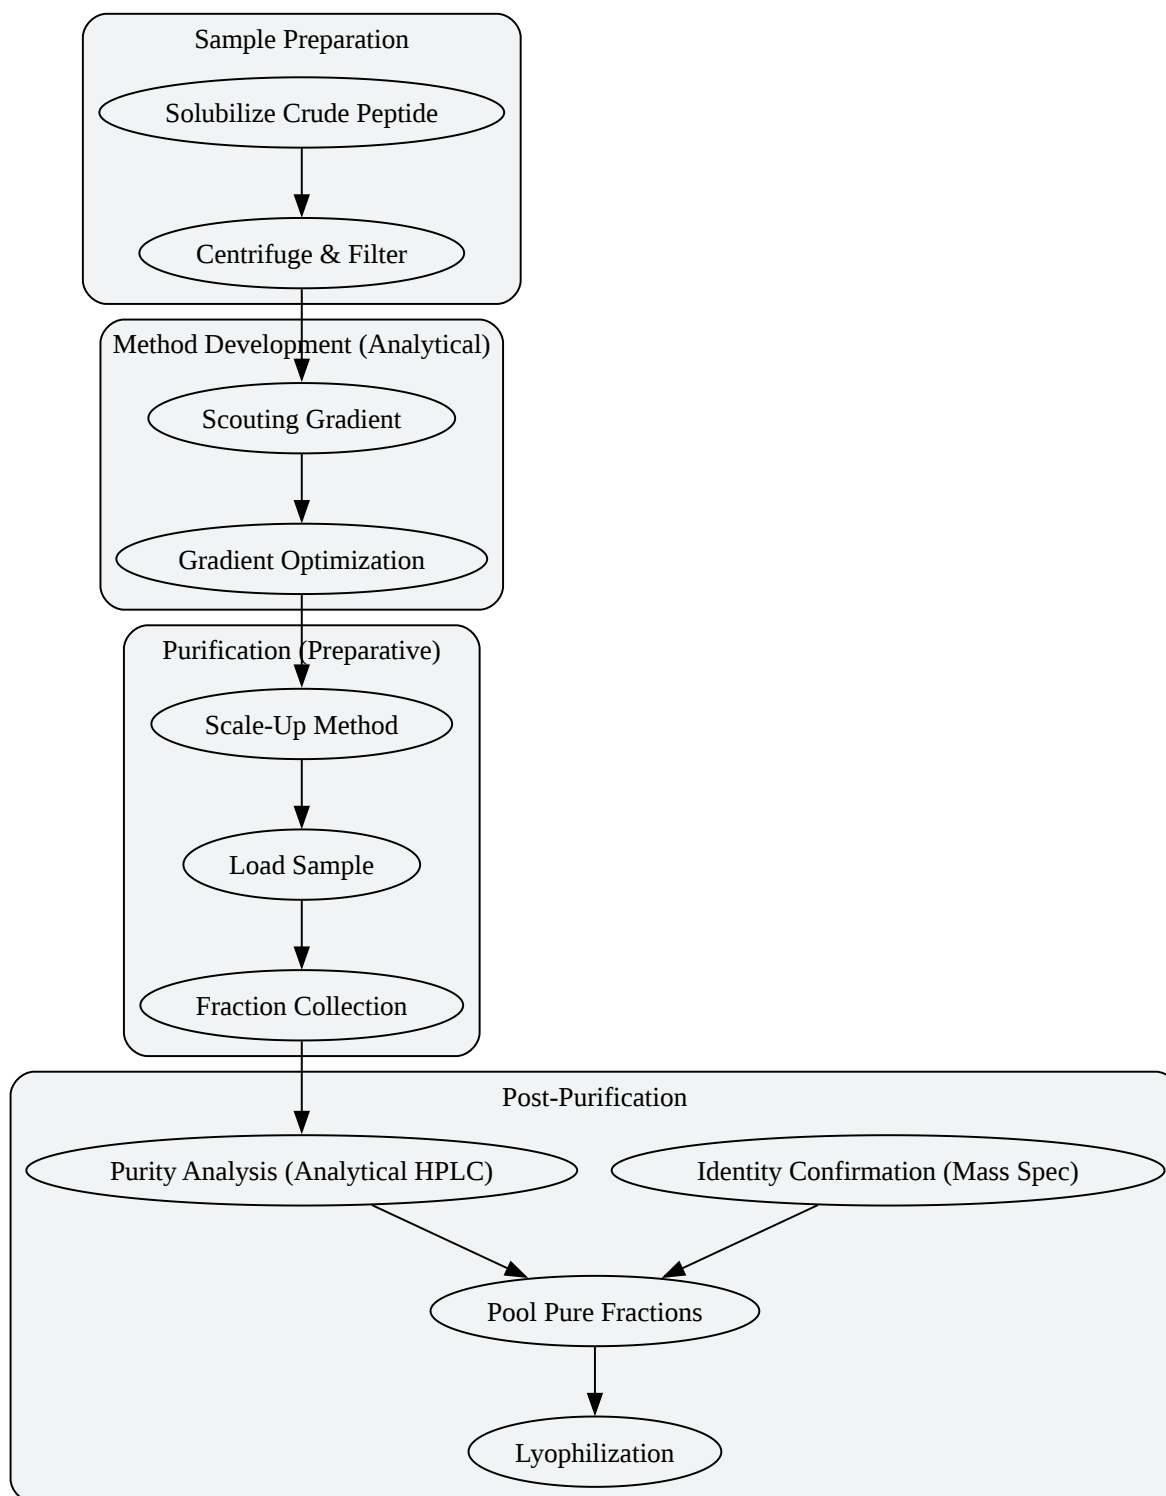 Sample Preparation
Solubilize Crude Peptide
Centrifuge & Filter
Method Development (Analytical)
Scouting Gradient
Gradient Optimization
Purification (Preparative)
Scale-Up Method
Load Sample
Fraction Collection
Post-Purification
Purity Analysis (Analytical HPLC)
Identity Confirmation (Mass Spec)
Pool Pure Fractions
Lyophilization